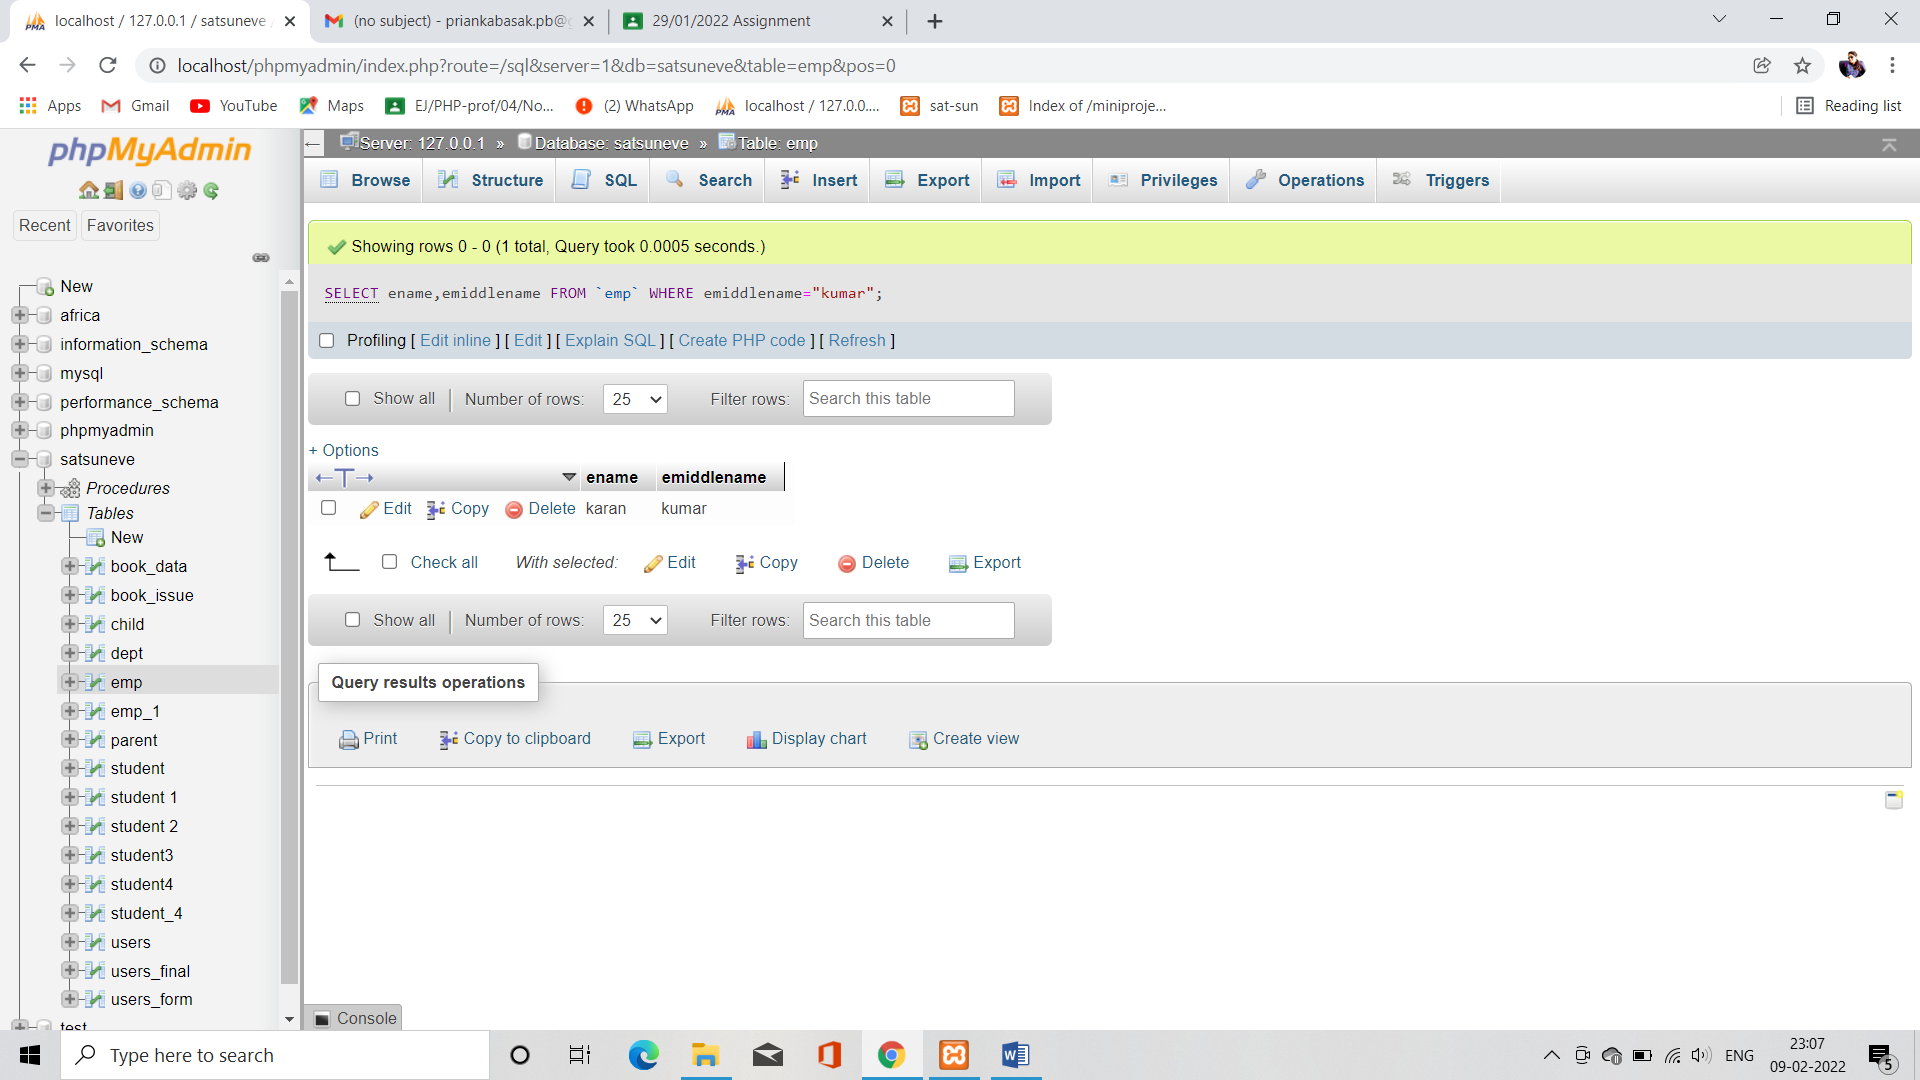 localhost / 127.0.0.1 / satsuneve
(no subject) - priankabasak.pb@g
29/01/2022 Assignment
localhost/phpmyadmin/index.php?route=/sql&server=1&db=satsuneve&table=emp&pos=0
Apps Gmail YouTube Maps EJ/PHP-prof/04/No... (2) WhatsApp localhost / 127.0.0.... sat-sun Index of /miniproje... Reading list
phpMyAdmin
Recent Favorites
New
africa
information_schema
mysql
performance_schema
phpmyadmin
satsuneve
Procedures
Tables
New
book_data
book_issue
child
dept
emp
emp_1
parent
student
student 1
student 2
student3
student4
student_4
users
users_final
users_form
test
Server: 127.0.0.1 » Database: satsuneve » Table: emp
Browse Structure SQL Search Insert Export Import Privileges Operations Triggers
Showing rows 0 - 0 (1 total, Query took 0.0005 seconds.)
SELECT ename,emiddlename FROM `emp` WHERE emiddlename="kumar";
Profiling [ Edit inline ] [ Edit ] [ Explain SQL ] [ Create PHP code ] [ Refresh ]
Show all Number of rows: 25 Filter rows: Search this table
+ Options
←T→ ename emiddlename
Edit Copy Delete karan kumar
Check all With selected: Edit Copy Delete Export
Show all Number of rows: 25 Filter rows: Search this table
Query results operations
Print Copy to clipboard Export Display chart Create view
Console
Type here to search
ENG
23:07
09-02-2022
5